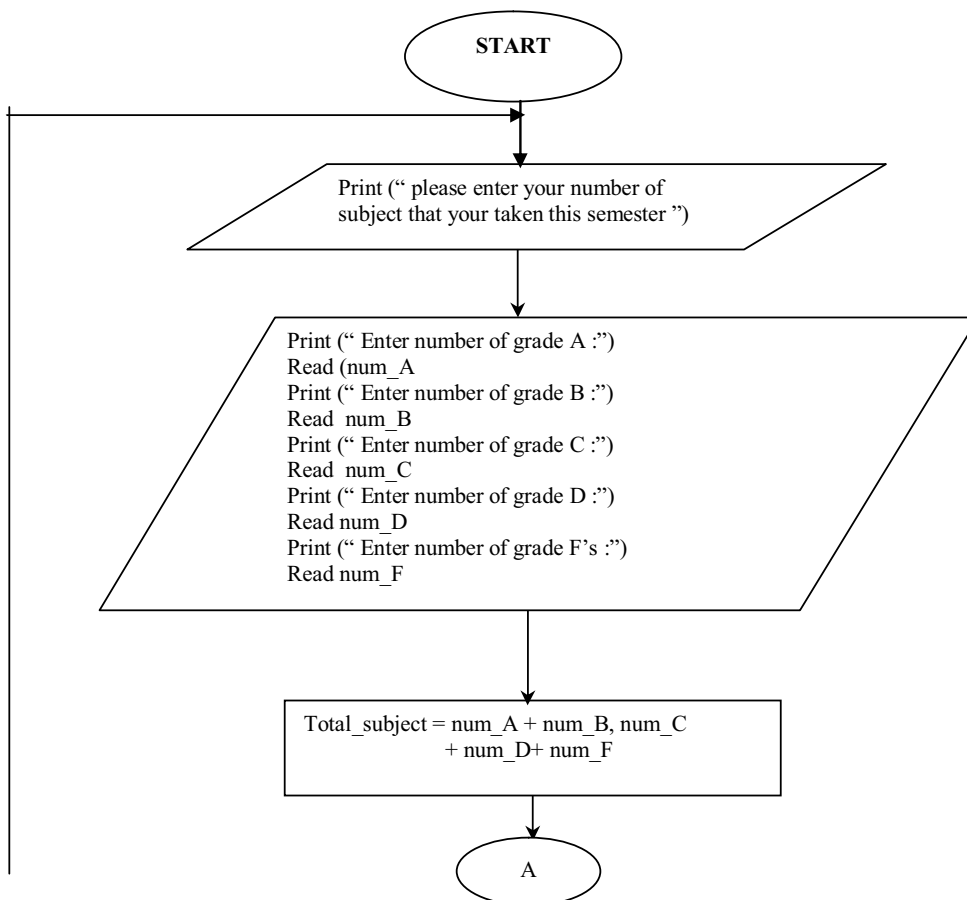 START
Print (“ please enter your number of
subject that your taken this semester ”)
Print (“ Enter number of grade A :”)
Read (num_A
Print (“ Enter number of grade B :”)
Read  num_B
Print (“ Enter number of grade C :”)
Read  num_C
Print (“ Enter number of grade D :”)
Read num_D
Print (“ Enter number of grade F’s :”)
Read num_F
Total_subject = num_A + num_B, num_C
+ num_D+ num_F
A